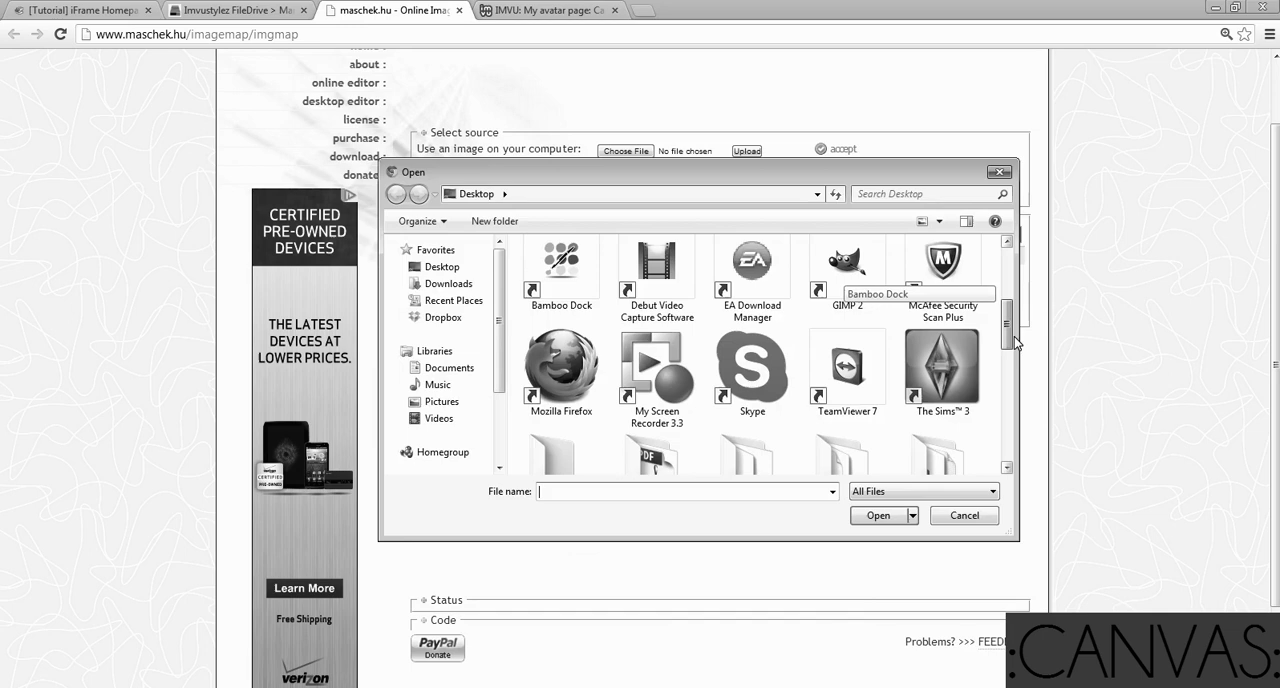 [Tutorial] iFrame Homepa
Imvustylez FileDrive > Mai
maschek.hu - Online Imag
IMVU: My avatar page: Ca
www.maschek.hu/imagemap/imgmap
about :
online editor :
desktop editor :
license :
purchase :
download
donate
Select source
Use an image on your computer:
Choose File
No file chosen
Upload
accept
Open
Desktop
Search Desktop
Organize
New folder
Favorites
Desktop
Downloads
Recent Places
Dropbox
Libraries
Documents
Music
Pictures
Videos
Homegroup
Bamboo Dock
Debut Video
Capture Software
EA
EA Download
Manager
GIMP 2
Bamboo Dock
McAfee Security
Scan Plus
Mozilla Firefox
My Screen
Recorder 3.3
Skype
TeamViewer 7
The Sims™ 3
PDF
File name:
All Files
Open
Cancel
CERTIFIED
PRE-OWNED
DEVICES
THE LATEST
DEVICES AT
LOWER PRICES.
Learn More
Free Shipping
verizon
Status
Code
PayPal
Donate
Problems? >>> FEED
:CANVAS: